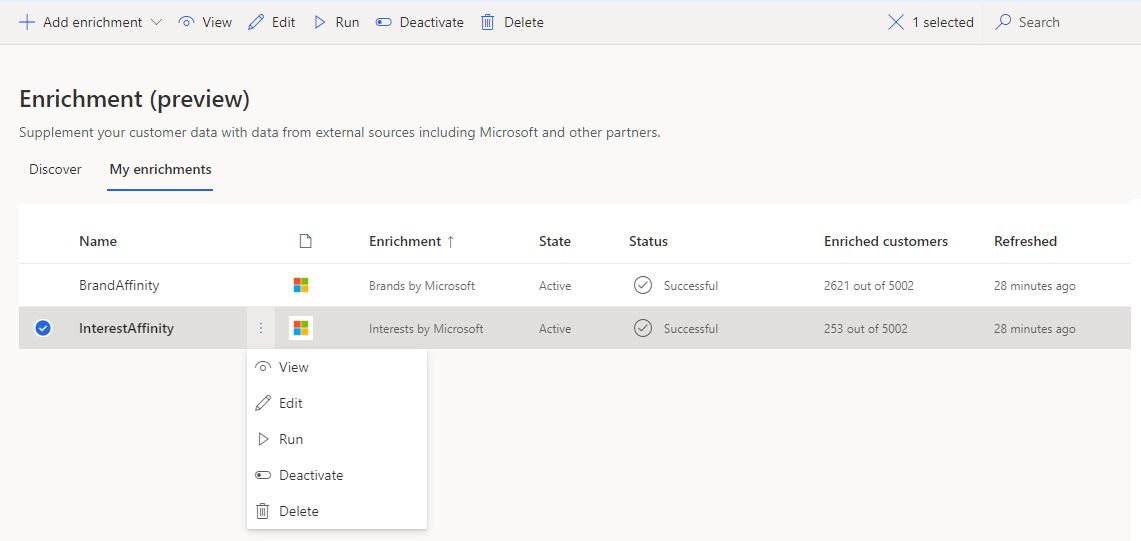 Add enrichment View Edit Run Deactivate Delete 1 selected Search
Enrichment (preview)
Supplement your customer data with data from external sources including Microsoft and other partners.
Discover My enrichments
Name Enrichment ↑ State Status Enriched customers Refreshed
BrandAffinity Brands by Microsoft Active Successful 2621 out of 5002 28 minutes ago
InterestAffinity Interests by Microsoft Active Successful 253 out of 5002 28 minutes ago
View
Edit
Run
Deactivate
Delete